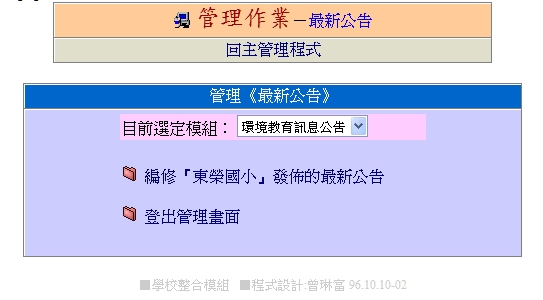 管理作業－最新公告
回主管理程式
管理《最新公告》
目前選定模組： 環境教育訊息公告
編修『東榮國小』發佈的最新公告
登出管理畫面
■學校整合模組 ■程式設計:曾琳富 96.10.10-02